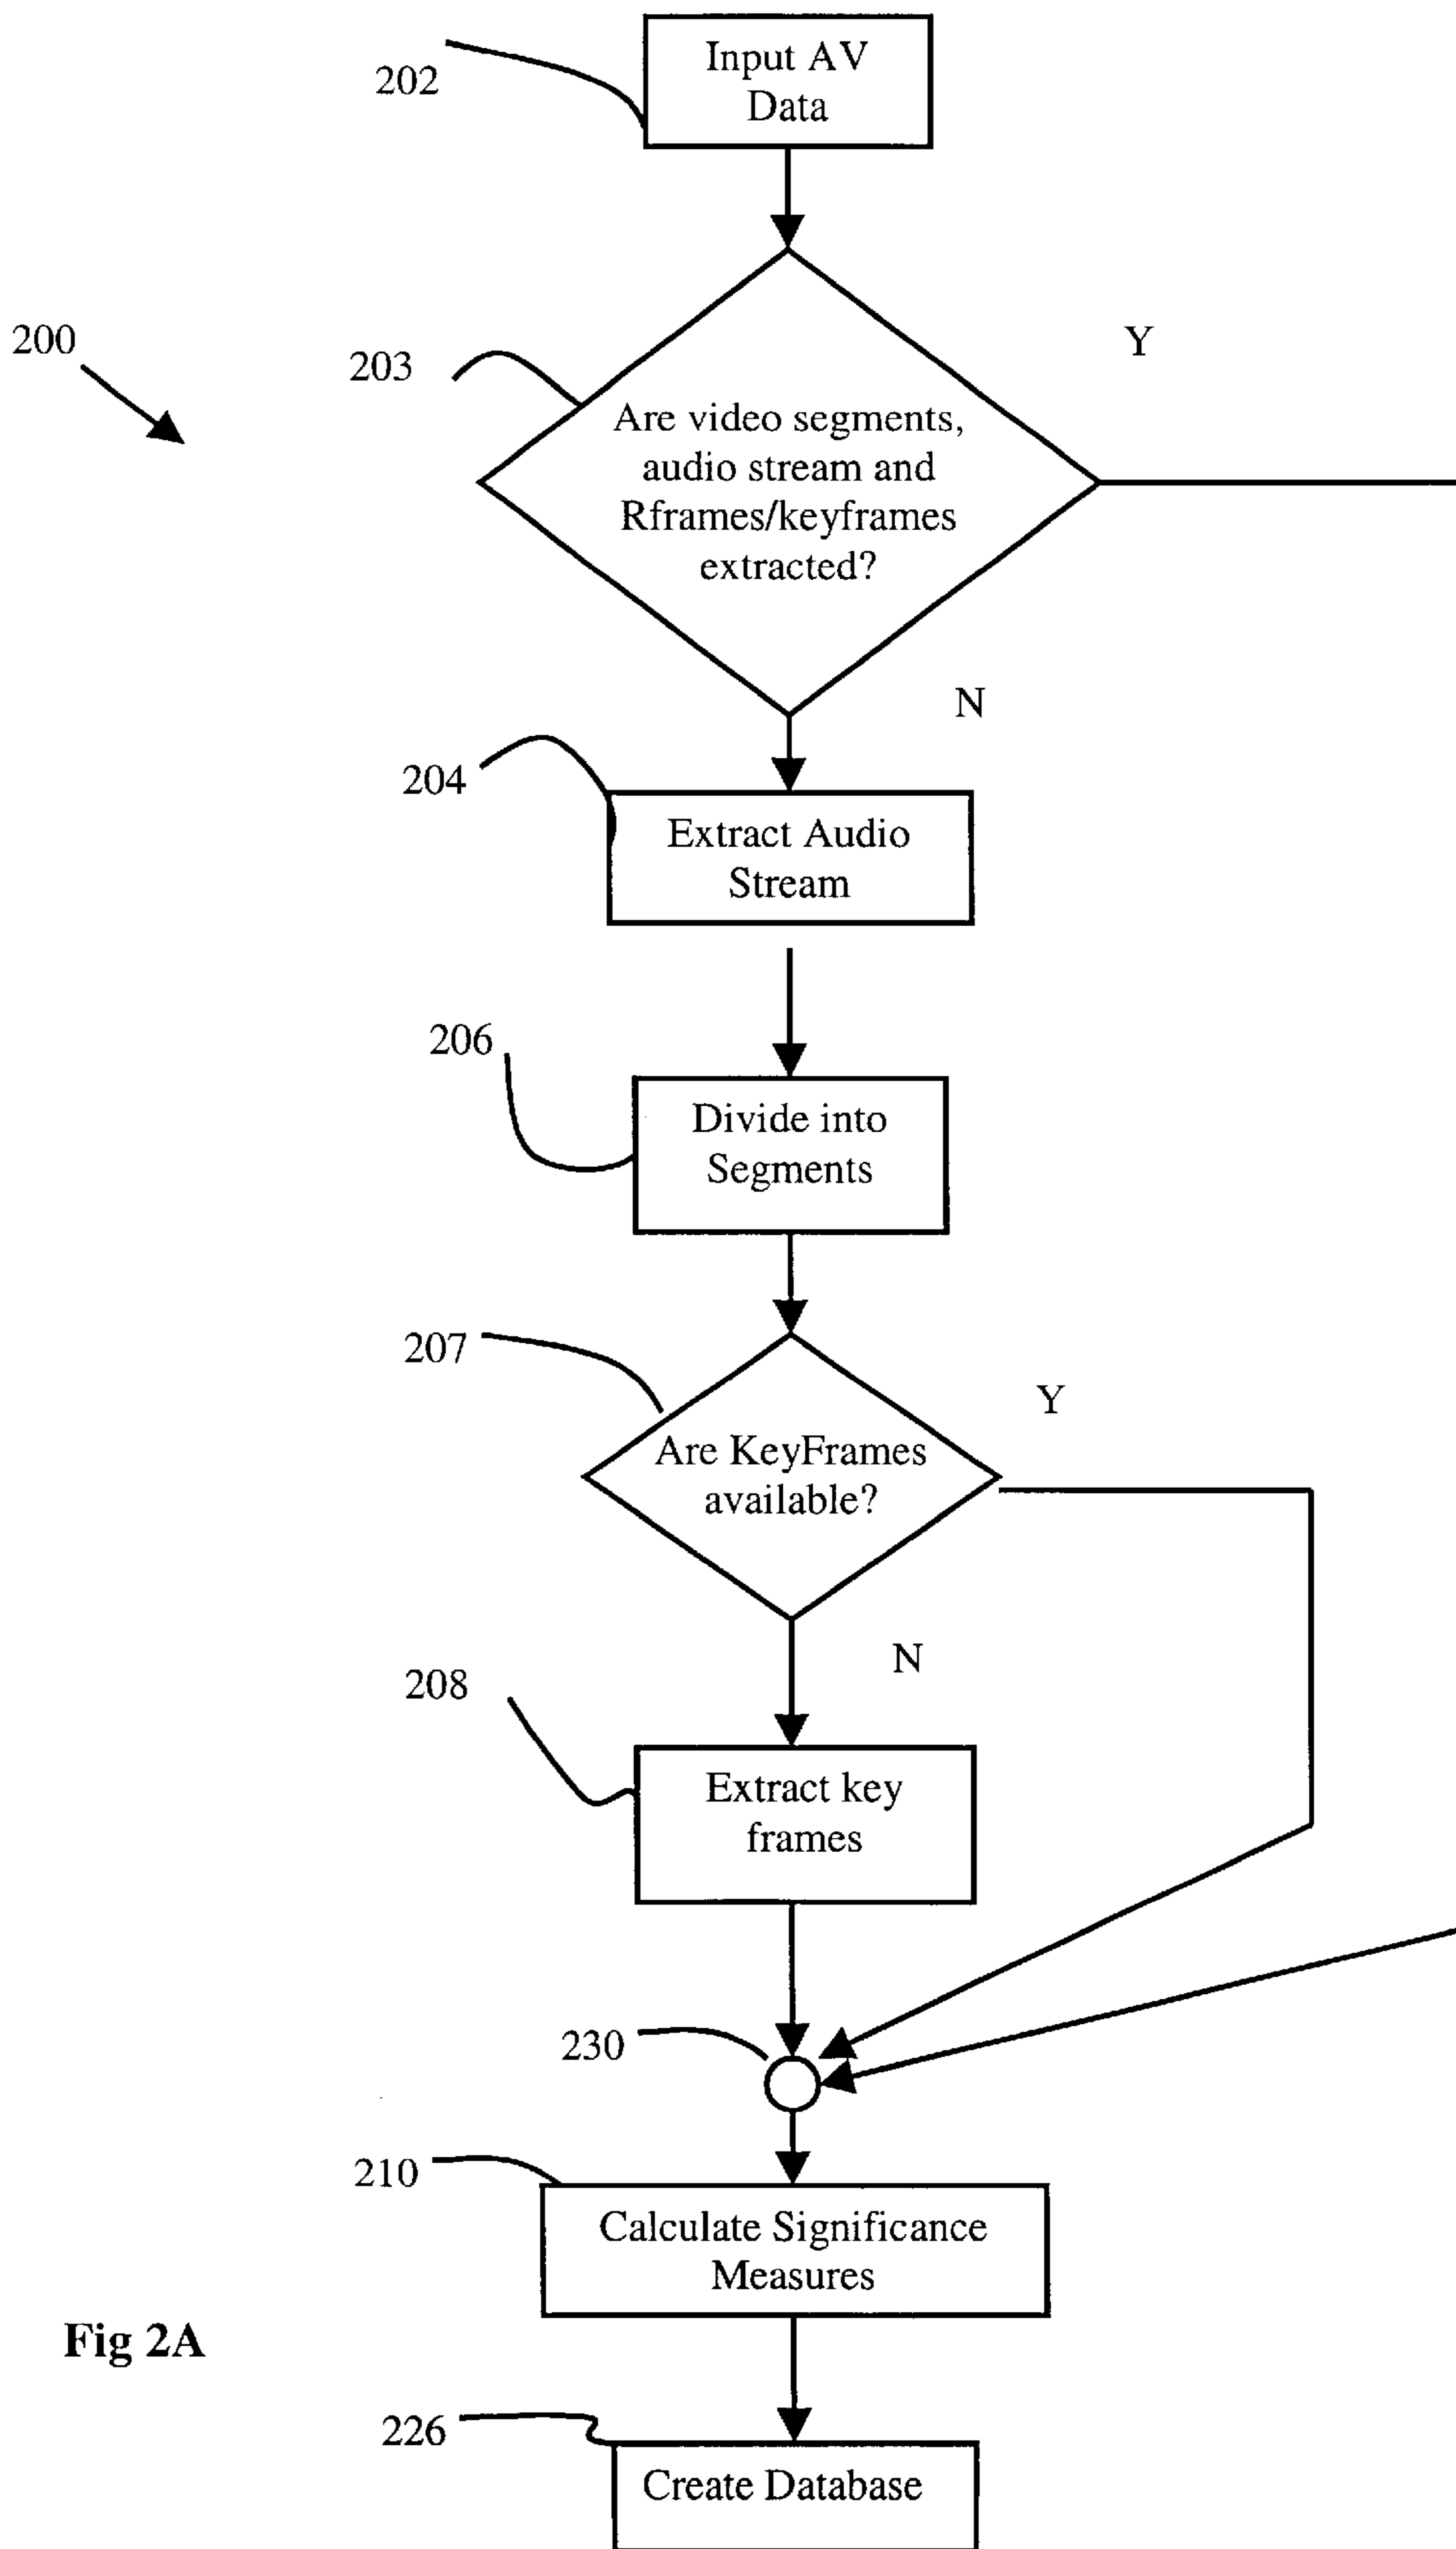 202
Input AV
Data
200
203
Y
Are video segments,
audio stream and
Rframes/keyframes
extracted?
N
204
Extract Audio
Stream
206
Divide into
Segments
207
Y
Are KeyFrames
available?
N
208
Extract key
frames
230
210
Calculate Significance
Measures
Fig 2A
226
Create Database